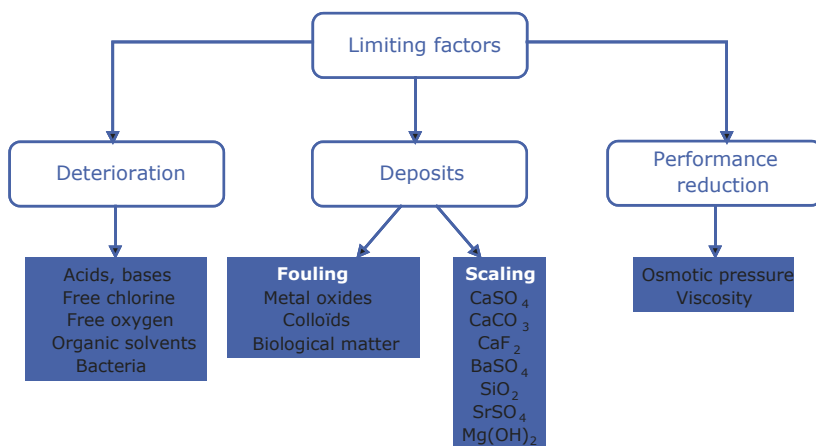 Limiting factors
Deterioration
Deposits
Performance
reduction
Acids, bases
Free chlorine
Free oxygen
Organic solvents
Bacteria
Fouling
Metal oxides
Colloïds
Biological matter
Scaling
CaSO₄
CaCO₃
CaF₂
BaSO₄
SiO₂
SrSO₄
Mg(OH)₂
Osmotic pressure
Viscosity